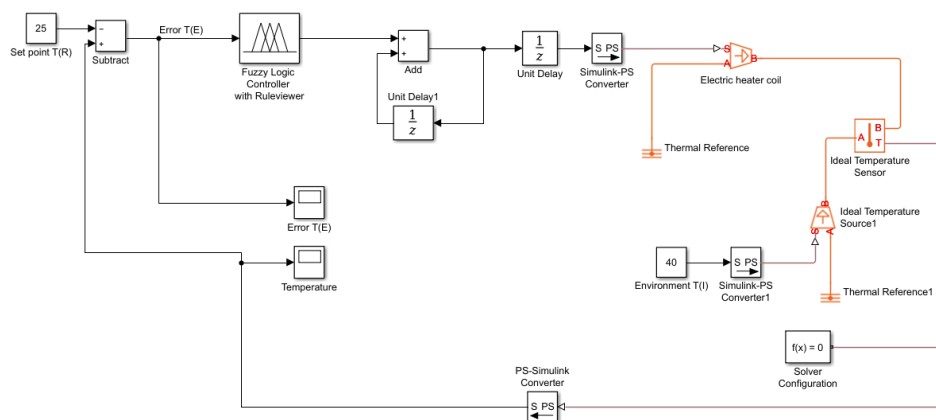 25
Set point T(R)
−
+
Subtract
Error T(E)
Fuzzy Logic
Controller
with Ruleviewer
+
+
Add
Unit Delay1
1
z
1
z
Unit Delay
S PS
Simulink-PS
Converter
S
A
B
Electric heater coil
Thermal Reference
A
B
T
Ideal Temperature
Sensor
B
S
A
Ideal Temperature
Source1
Error T(E)
Temperature
40
Environment T(I)
S PS
Simulink-PS
Converter1
Thermal Reference1
f(x) = 0
Solver
Configuration
PS-Simulink
Converter
S PS